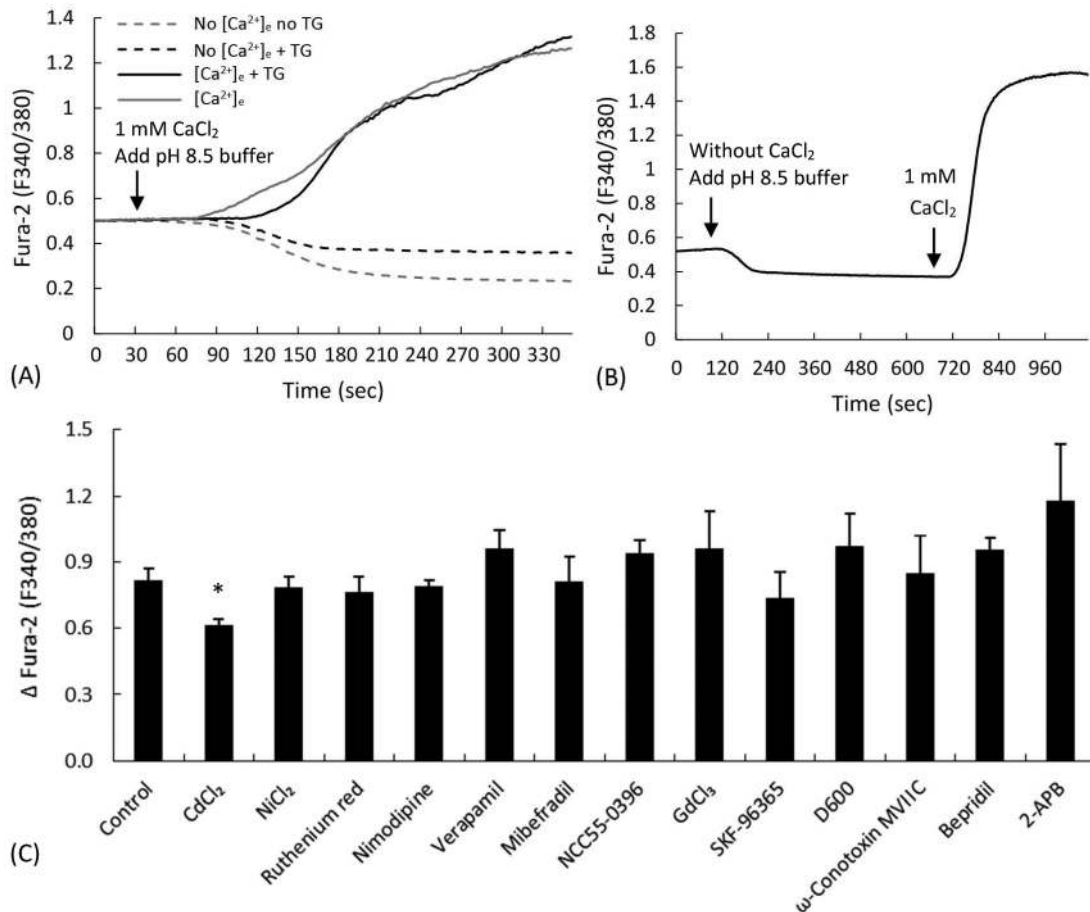 1.4
1.2
1
0.8
0.6
0.4
0.2
0
Fura-2 (F340/380)
No [Ca²⁺]ₑ no TG
No [Ca²⁺]ₑ + TG
[Ca²⁺]ₑ + TG
[Ca²⁺]ₑ
1 mM CaCl₂
Add pH 8.5 buffer
0 30 60 90 120 150 180 210 240 270 300 330
Time (sec)
(A)
1.8
1.6
1.4
1.2
1
0.8
0.6
0.4
0.2
0
Fura-2 (F340/380)
Without CaCl₂
Add pH 8.5 buffer
1 mM
CaCl₂
0 120 240 360 480 600 720 840 960
Time (sec)
(B)
1.5
1.2
0.9
0.6
0.3
0.0
Δ Fura-2 (F340/380)
*
Control
CdCl₂
NiCl₂
Ruthenium red
Nimodipine
Verapamil
Mibefradil
NCC55-0396
GdCl₃
SKF-96365
D600
ω-Conotoxin MVIIC
Bepridil
2-APB
(C)